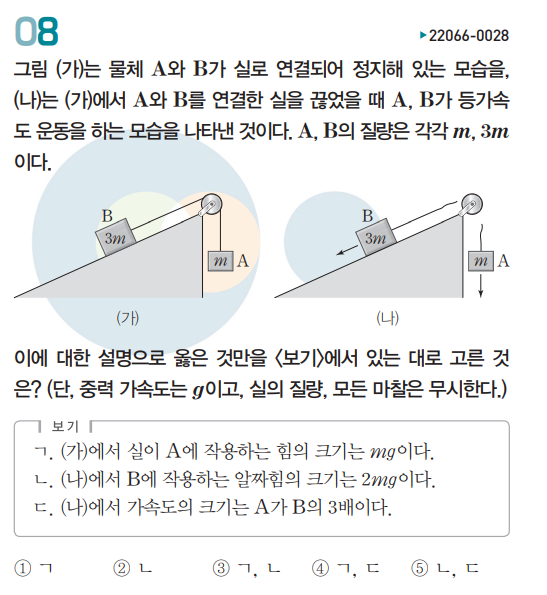 08
▶22066-0028
그림 (가)는 물체 A와 B가 실로 연결되어 정지해 있는 모습을,
(나)는 (가)에서 A와 B를 연결한 실을 끊었을 때 A, B가 등가속
도 운동을 하는 모습을 나타낸 것이다. A, B의 질량은 각각 m, 3m
이다.
B
3m
m A
(가)
B
3m
m A
(나)
이에 대한 설명으로 옳은 것만을 <보기>에서 있는 대로 고른 것
은? (단, 중력 가속도는 g이고, 실의 질량, 모든 마찰은 무시한다.)
보기
ㄱ. (가)에서 실이 A에 작용하는 힘의 크기는 mg이다.
ㄴ. (나)에서 B에 작용하는 알짜힘의 크기는 2mg이다.
ㄷ. (나)에서 가속도의 크기는 A가 B의 3배이다.
① ㄱ ② ㄴ ③ ㄱ, ㄴ ④ ㄱ, ㄷ ⑤ ㄴ, ㄷ